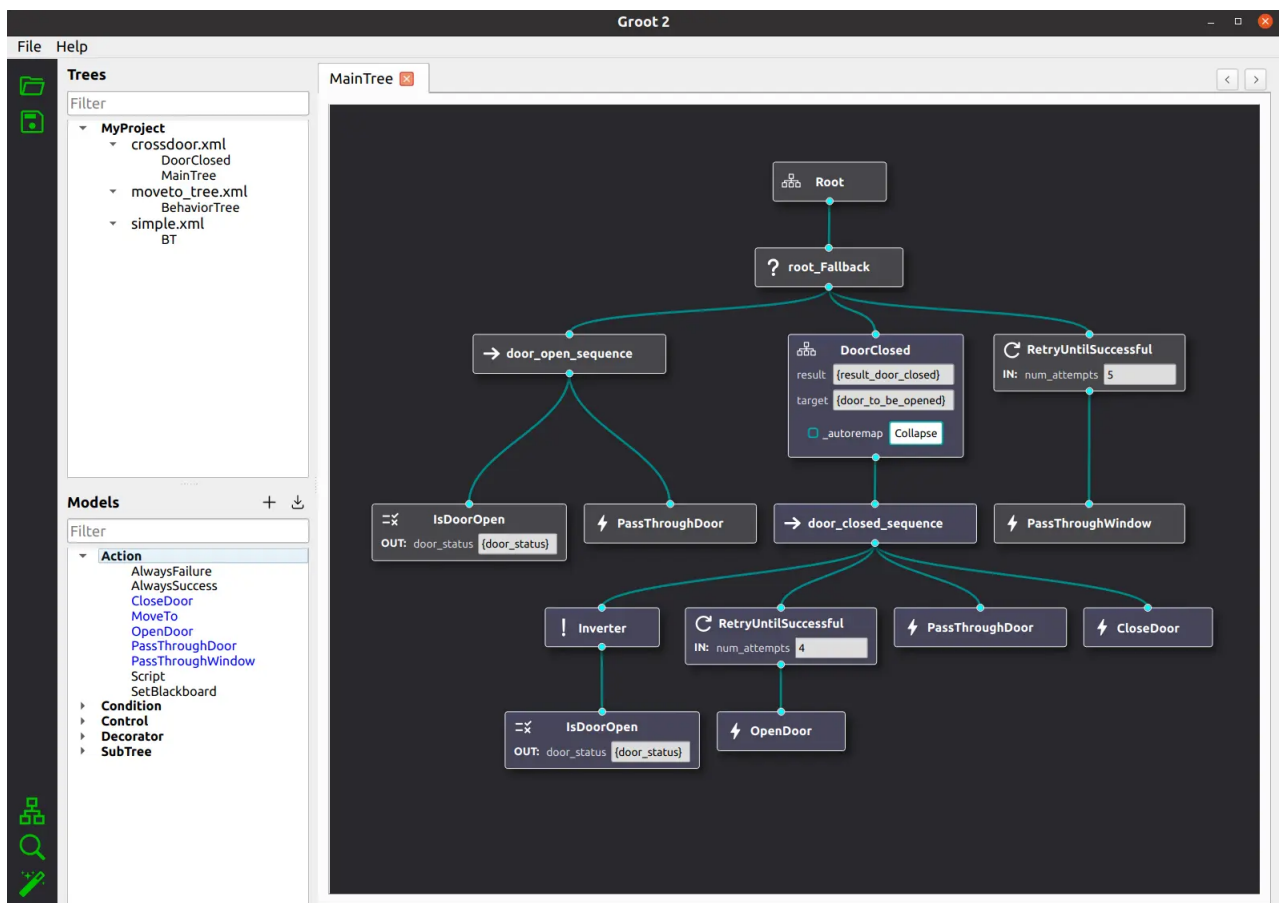 Groot 2
File Help
Trees
Filter
MyProject
crossdoor.xml
DoorClosed
MainTree
moveto_tree.xml
BehaviorTree
simple.xml
BT
Models
Filter
Action
AlwaysFailure
AlwaysSuccess
CloseDoor
MoveTo
OpenDoor
PassThroughDoor
PassThroughWindow
Script
SetBlackboard
Condition
Control
Decorator
SubTree
MainTree
Root
? root_Fallback
door_open_sequence
DoorClosed
result {result_door_closed}
target {door_to_be_opened}
_autoremap Collapse
RetryUntilSuccessful
IN: num_attempts 5
IsDoorOpen
OUT: door_status {door_status}
PassThroughDoor
door_closed_sequence
PassThroughWindow
! Inverter
RetryUntilSuccessful
IN: num_attempts 4
PassThroughDoor
CloseDoor
IsDoorOpen
OUT: door_status {door_status}
OpenDoor